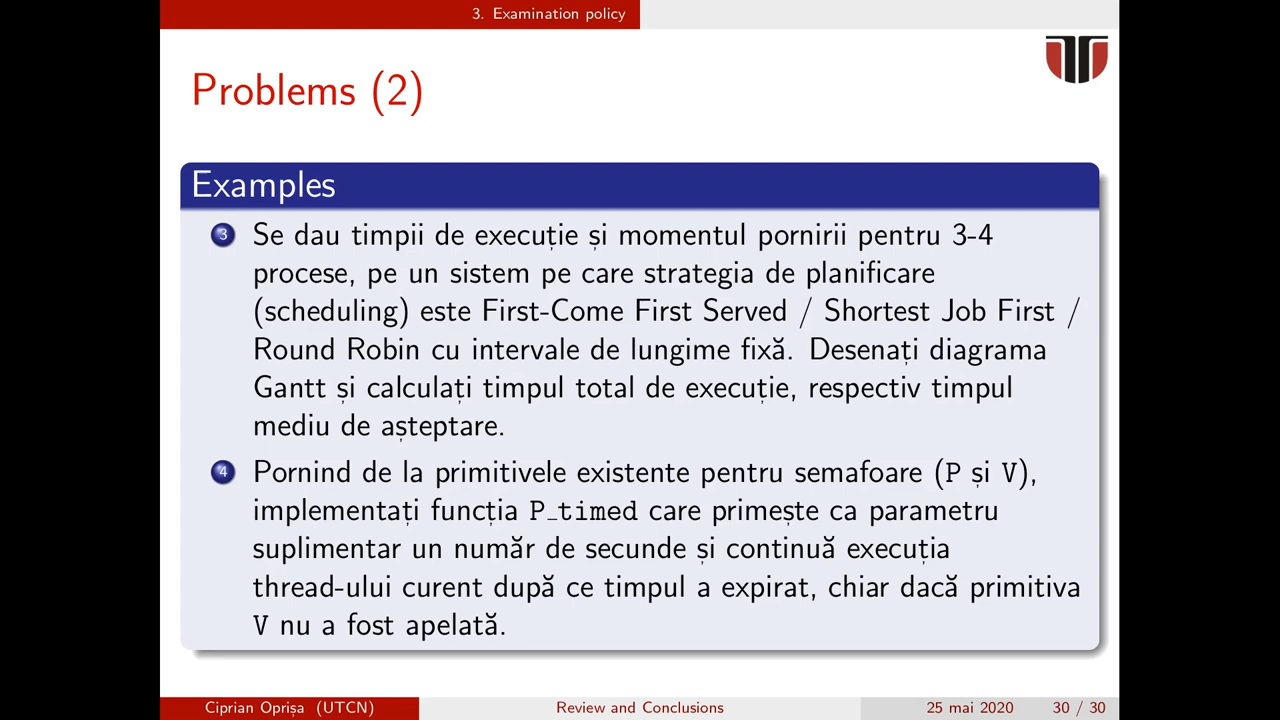 3. Examination policy
Problems (2)
Examples
3 Se dau timpii de execuție și momentul pornirii pentru 3-4
procese, pe un sistem pe care strategia de planificare
(scheduling) este First-Come First Served / Shortest Job First /
Round Robin cu intervale de lungime fixă. Desenați diagrama
Gantt și calculați timpul total de execuție, respectiv timpul
mediu de așteptare.
4 Pornind de la primitivele existente pentru semafoare (P și V),
implementați funcția P_timed care primește ca parametru
suplimentar un număr de secunde și continuă execuția
thread-ului curent după ce timpul a expirat, chiar dacă primitiva
V nu a fost apelată.
Ciprian Oprișa (UTCN) Review and Conclusions 25 mai 2020 30 / 30